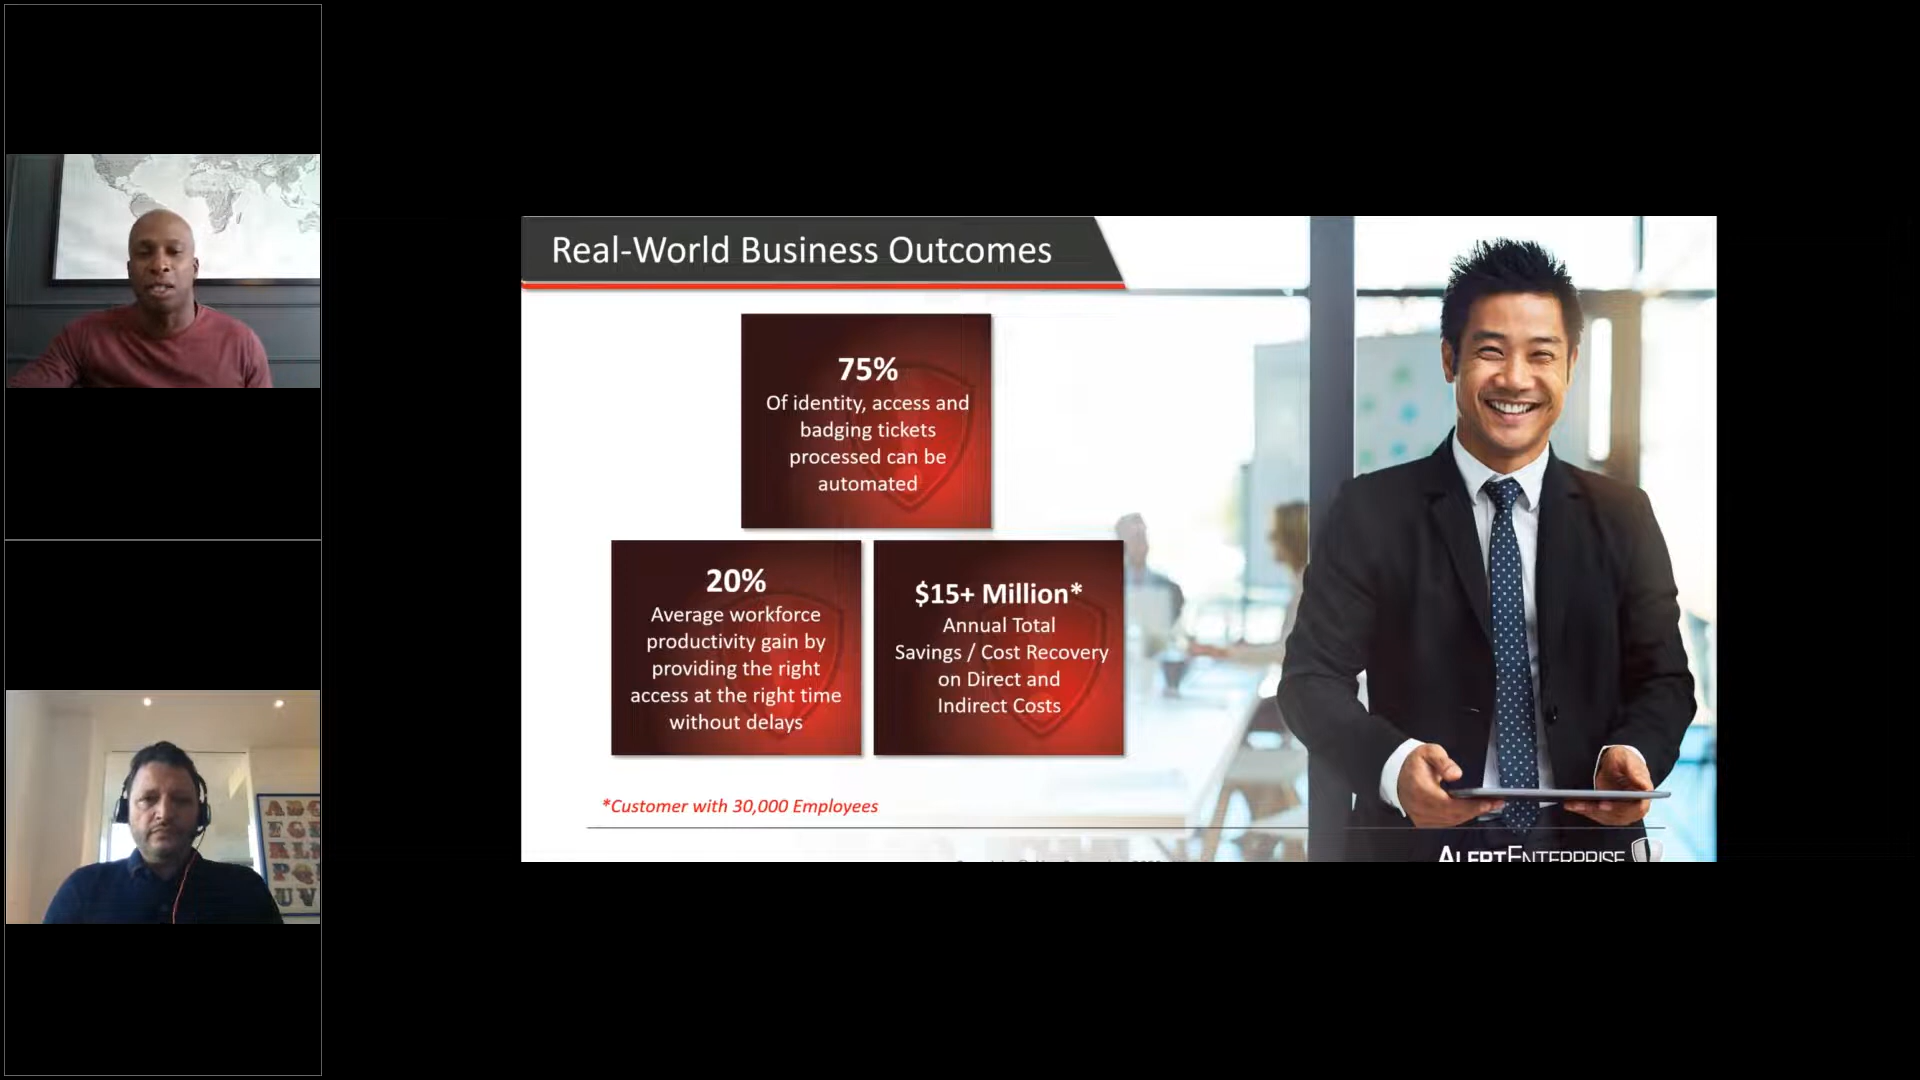 Real-World Business Outcomes
75%
Of identity, access and
badging tickets
processed can be
automated
20%
Average workforce
productivity gain by
providing the right
access at the right time
without delays
$15+ Million*
Annual Total
Savings / Cost Recovery
on Direct and
Indirect Costs
*Customer with 30,000 Employees
ALERTENTERPRISE